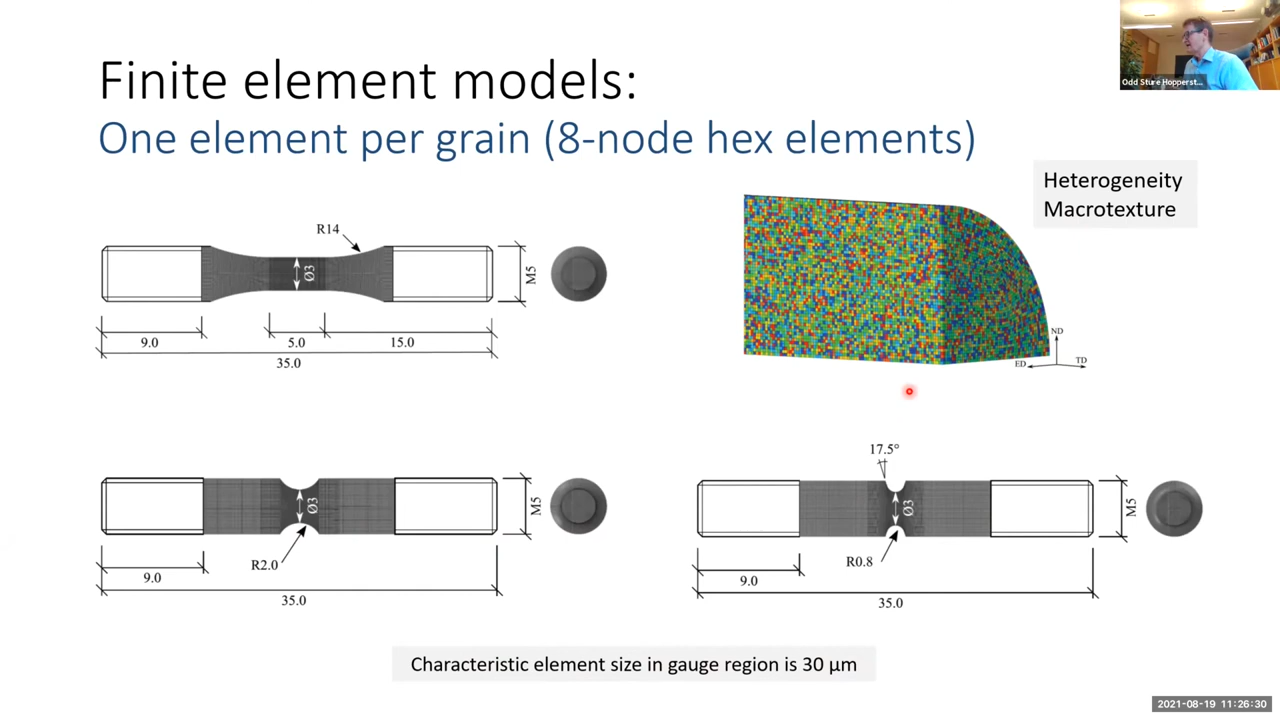 Finite element models:
One element per grain (8-node hex elements)
Odd Sture Hopperst...
Heterogeneity
Macrotexture
R14
Ø3
M5
9.0
5.0
15.0
35.0
ND
ED
TD
Ø3
M5
R2.0
9.0
35.0
17.5°
Ø3
M5
R0.8
9.0
35.0
Characteristic element size in gauge region is 30 μm
2021-08-19 11:26:30